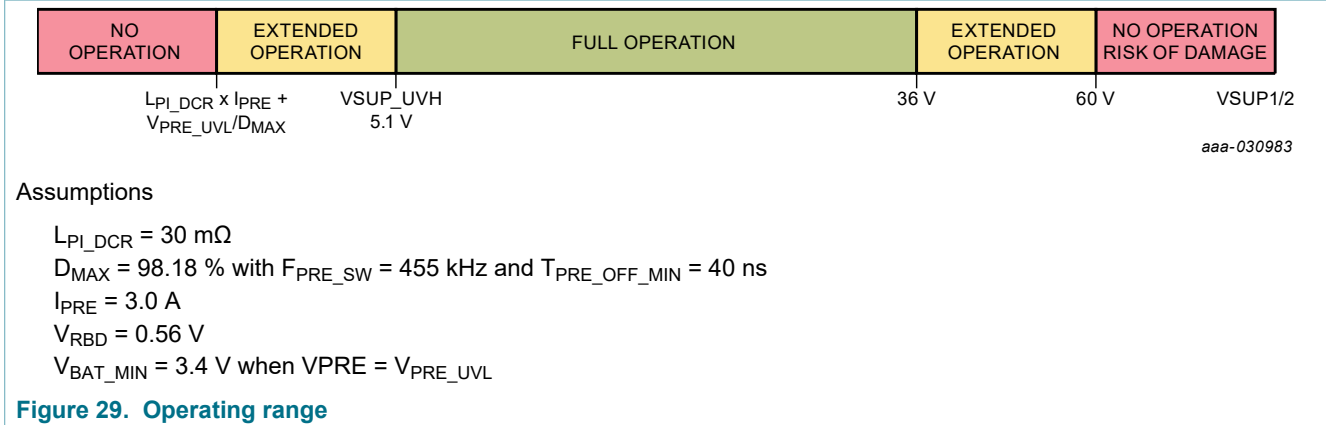 NO OPERATION
EXTENDED OPERATION
FULL OPERATION
EXTENDED OPERATION
NO OPERATION RISK OF DAMAGE
LPI_DCR x IPRE + VPRE_UVL/DMAX
VSUP_UVH 5.1 V
36 V
60 V
VSUP1/2
aaa-030983
Assumptions
LPI_DCR = 30 mΩ
DMAX = 98.18 % with FPRE_SW = 455 kHz and TPRE_OFF_MIN = 40 ns
IPRE = 3.0 A
VRBD = 0.56 V
VBAT_MIN = 3.4 V when VPRE = VPRE_UVL
Figure 29. Operating range